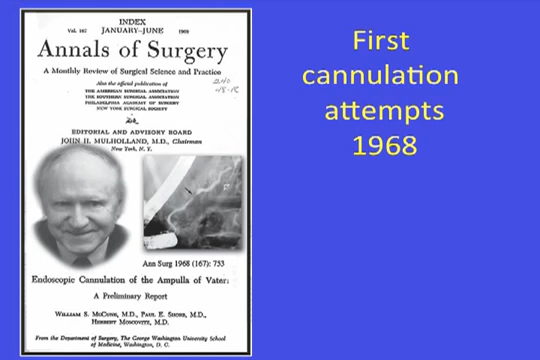 INDEX
Vol. 167 JANUARY-JUNE 1968
Annals of Surgery
A Monthly Review of Surgical Science and Practice
Also the official publication of
THE AMERICAN SURGICAL ASSOCIATION
THE SOUTHERN SURGICAL ASSOCIATION
PHILADELPHIA ACADEMY OF SURGERY
NEW YORK SURGICAL SOCIETY
EDITORIAL AND ADVISORY BOARD
JOHN H. MULHOLLAND, M.D., Chairman
New York, N. Y.
Ann Surg 1968 (167): 753
Endoscopic Cannulation of the Ampulla of Vater:
A Preliminary Report
WILLIAM S. MCCUNE, M.D., PAUL E. SHORB, M.D.,
HERBERT MOSCOVITZ, M.D.
From the Department of Surgery, The George Washington University School
of Medicine, Washington, D. C.
First
cannulation
attempts
1968